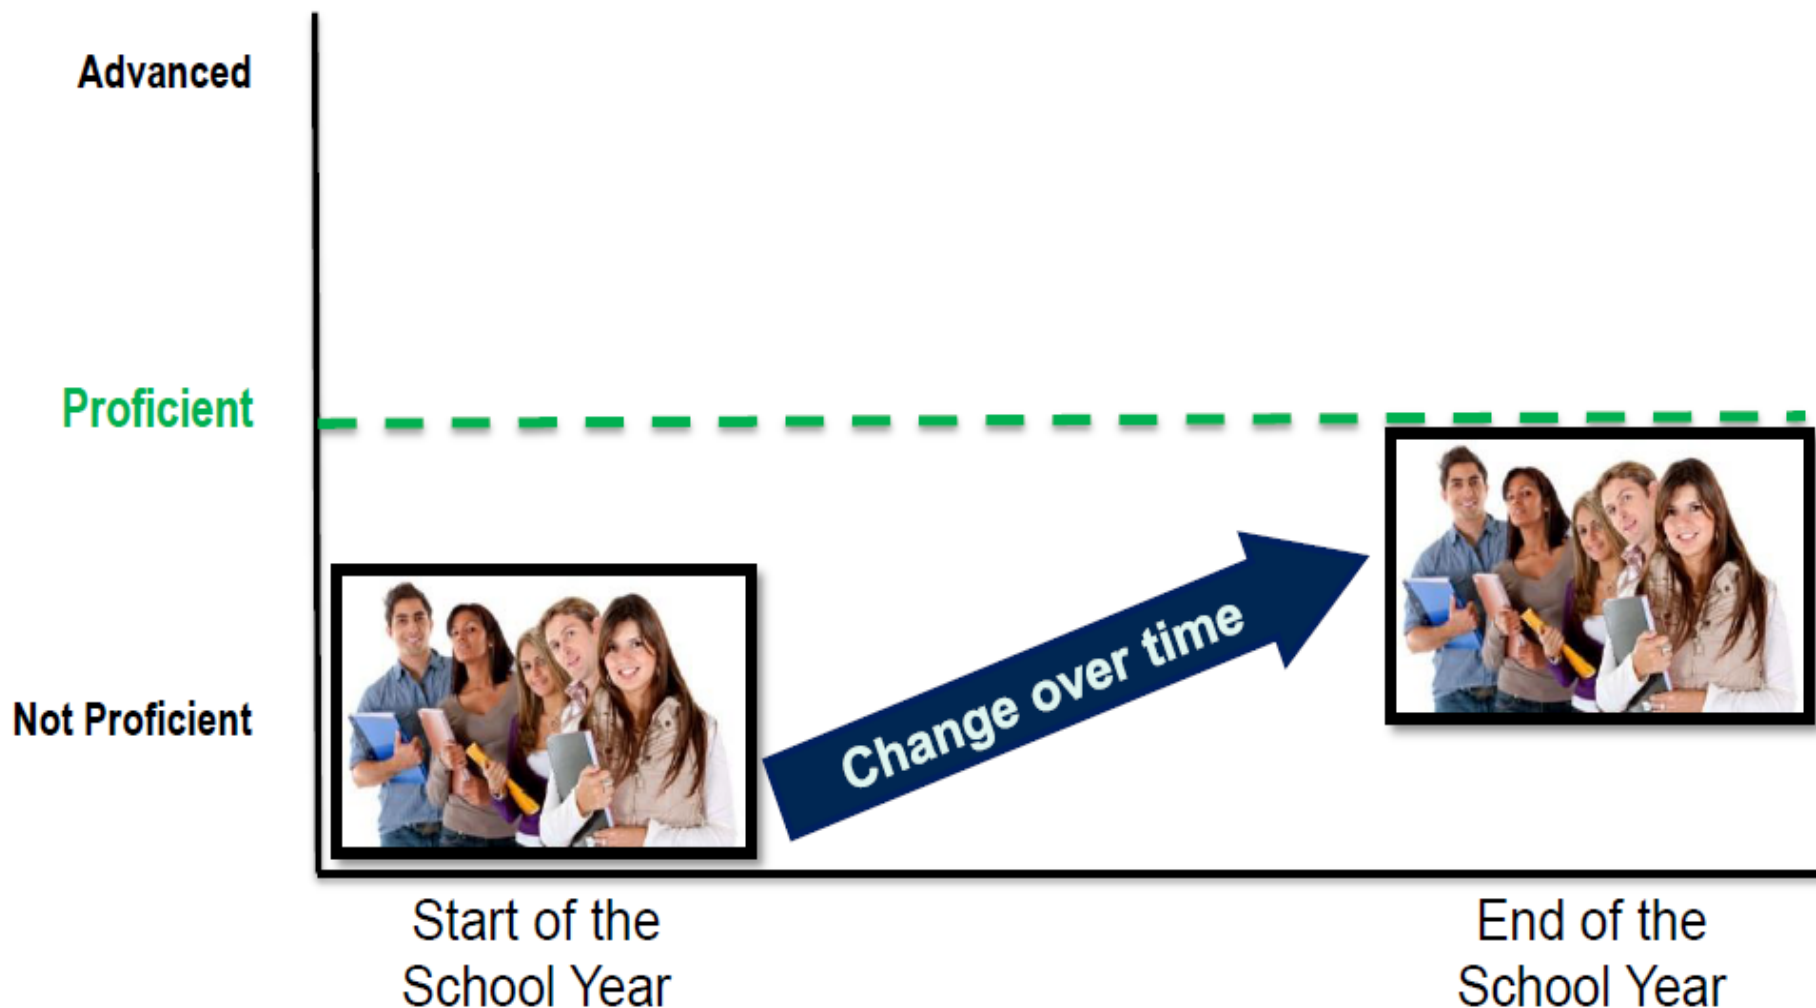 Advanced
Proficient
Not Proficient
Change over time
Start of the
School Year
End of the
School Year